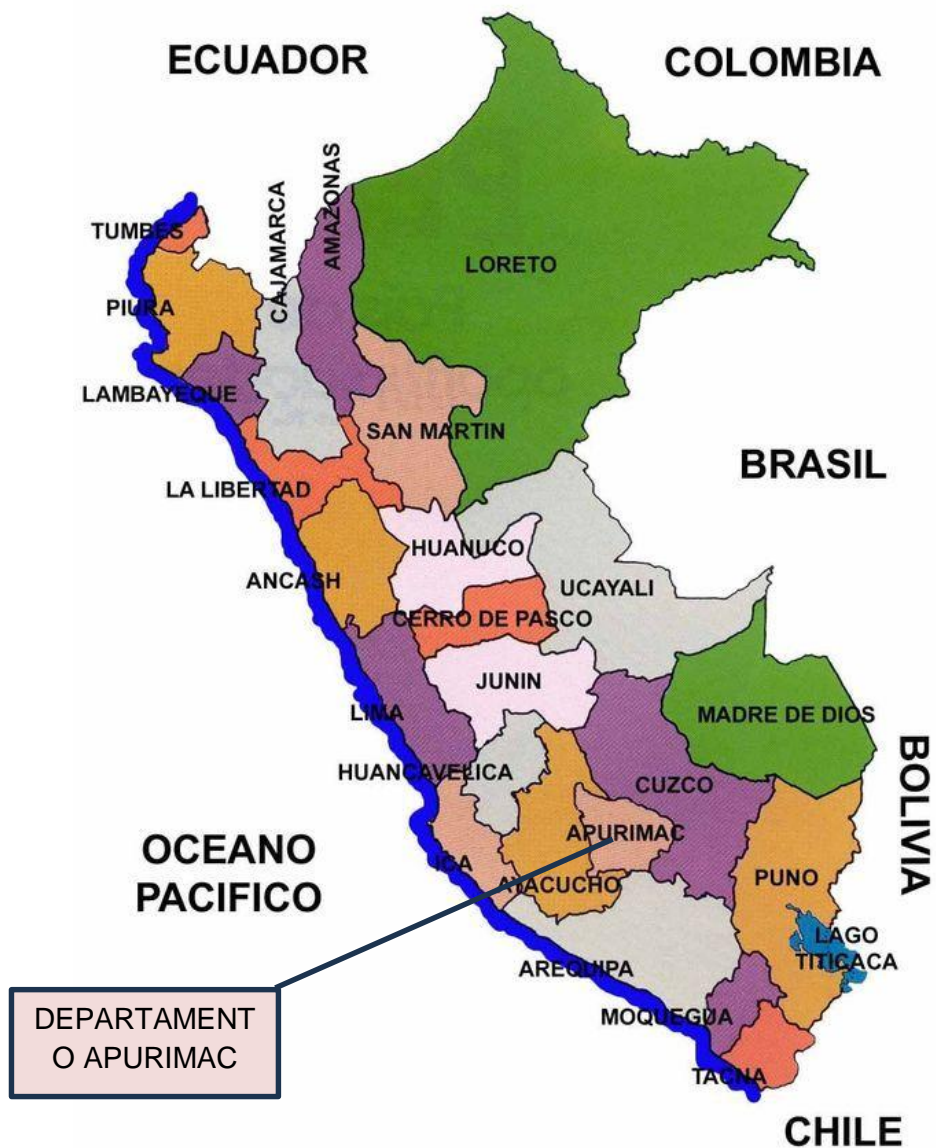 ECUADOR
COLOMBIA
CAJAMARCA
AMAZONAS
TUMBES
LORETO
PIURA
LAMBAYEQUE
SAN MARTIN
BRASIL
LA LIBERTAD
HUANUCO
ANCASH
UCAYALI
CERRO DE PASCO
JUNIN
LIMA
MADRE DE DIOS
HUANCAVELICA
CUZCO
BOLIVIA
APURIMAC
OCEANO
PACIFICO
ICA
AYACUCHO
PUNO
LAGO
TITICACA
AREQUIPA
MOQUEGUA
DEPARTAMENT
O APURIMAC
TACNA
CHILE